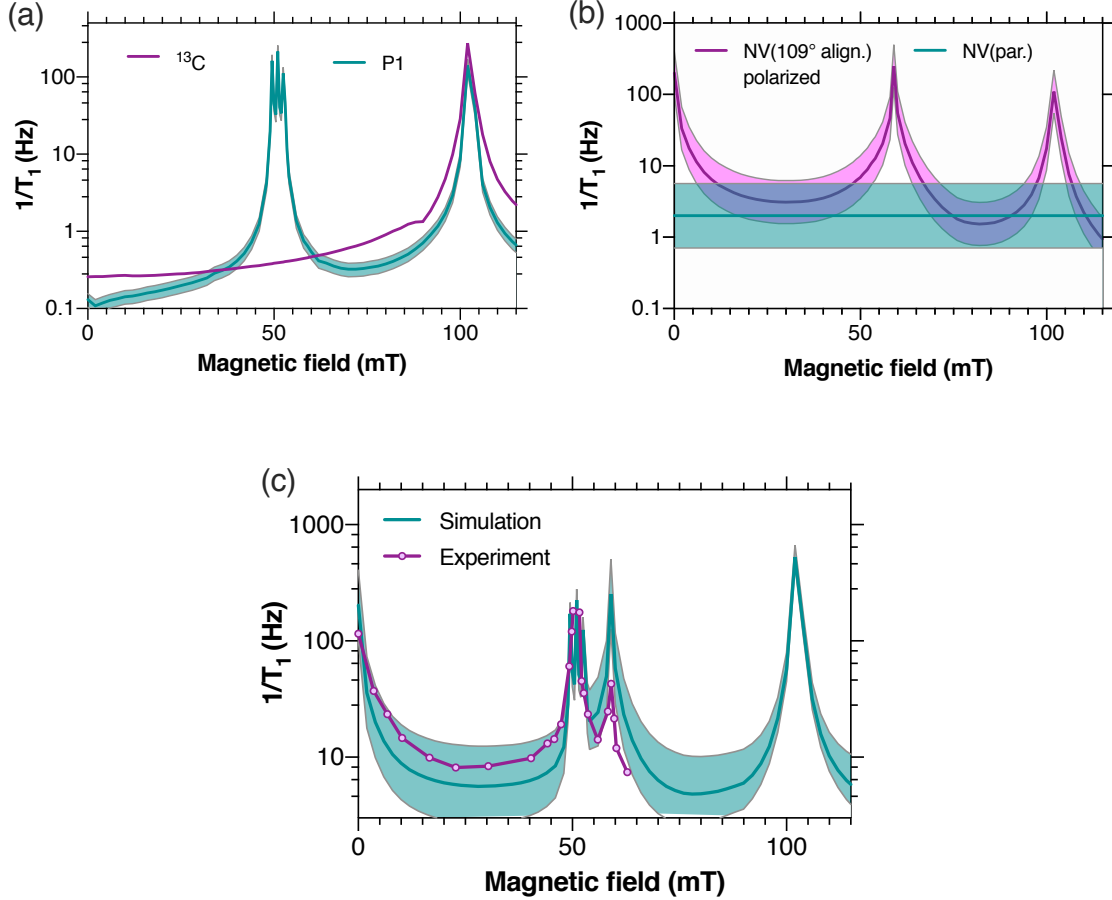 (a)
¹³C
P1
100
10
1
0.1
1/T₁ (Hz)
0
50
100
Magnetic field (mT)
(b)
1000
100
10
1
0.1
1/T₁ (Hz)
NV(109° align.)
polarized
NV(par.)
0
50
100
Magnetic field (mT)
(c)
Simulation
Experiment
1000
100
10
1/T₁ (Hz)
0
50
100
Magnetic field (mT)